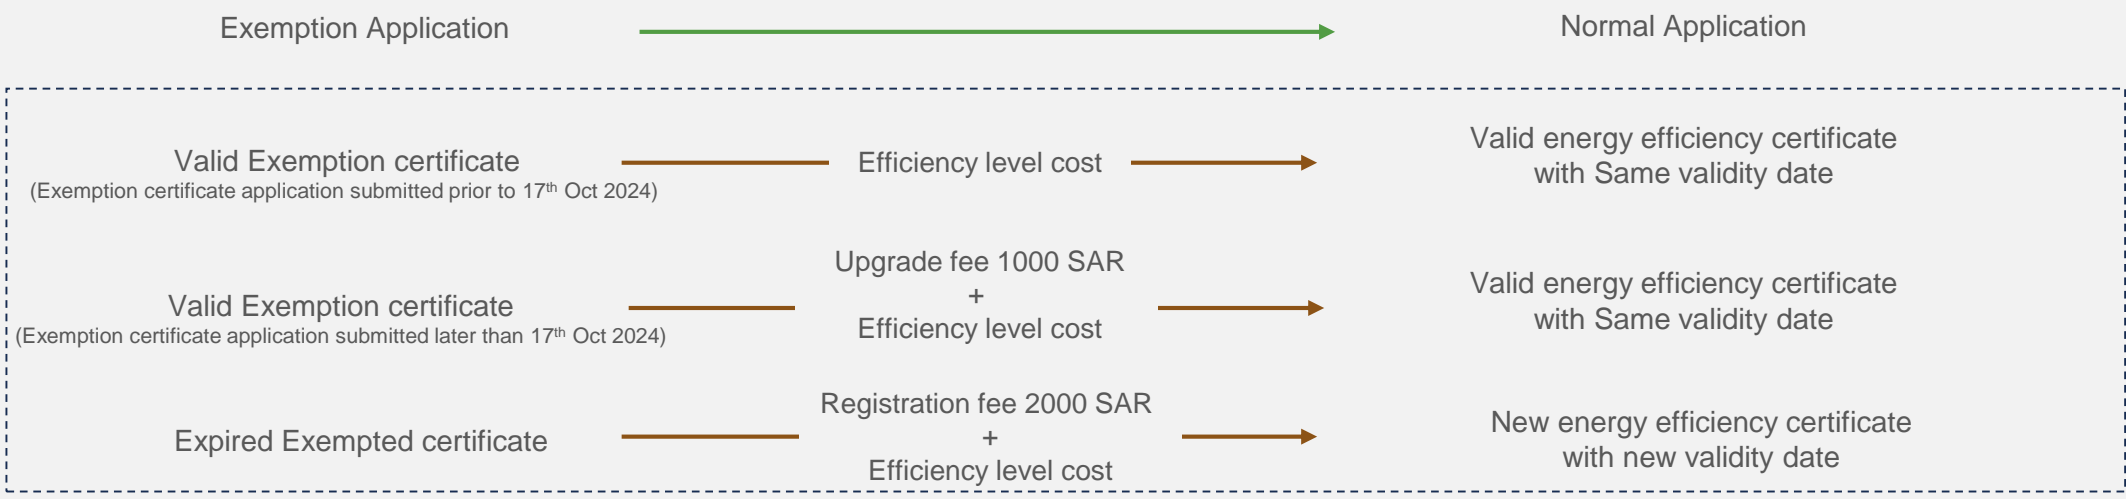 Exemption Application
Normal Application
Valid Exemption certificate
(Exemption certificate application submitted prior to 17th Oct 2024)
Efficiency level cost
Valid energy efficiency certificate
with Same validity date
Valid Exemption certificate
(Exemption certificate application submitted later than 17th Oct 2024)
Upgrade fee 1000 SAR
+
Efficiency level cost
Valid energy efficiency certificate
with Same validity date
Expired Exempted certificate
Registration fee 2000 SAR
+
Efficiency level cost
New energy efficiency certificate
with new validity date